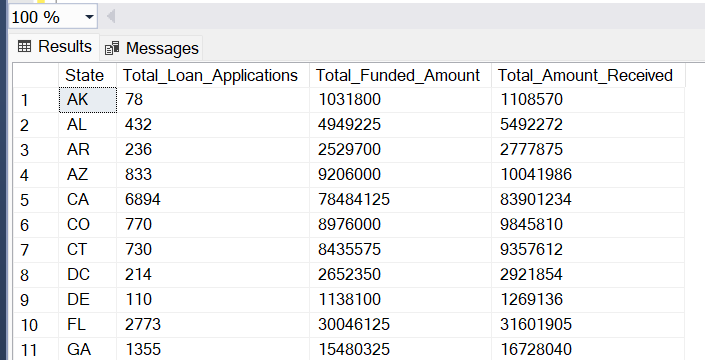 100 %
Results Messages
State Total_Loan_Applications Total_Funded_Amount Total_Amount_Received
1 AK 78 1031800 1108570
2 AL 432 4949225 5492272
3 AR 236 2529700 2777875
4 AZ 833 9206000 10041986
5 CA 6894 78484125 83901234
6 CO 770 8976000 9845810
7 CT 730 8435575 9357612
8 DC 214 2652350 2921854
9 DE 110 1138100 1269136
10 FL 2773 30046125 31601905
11 GA 1355 15480325 16728040